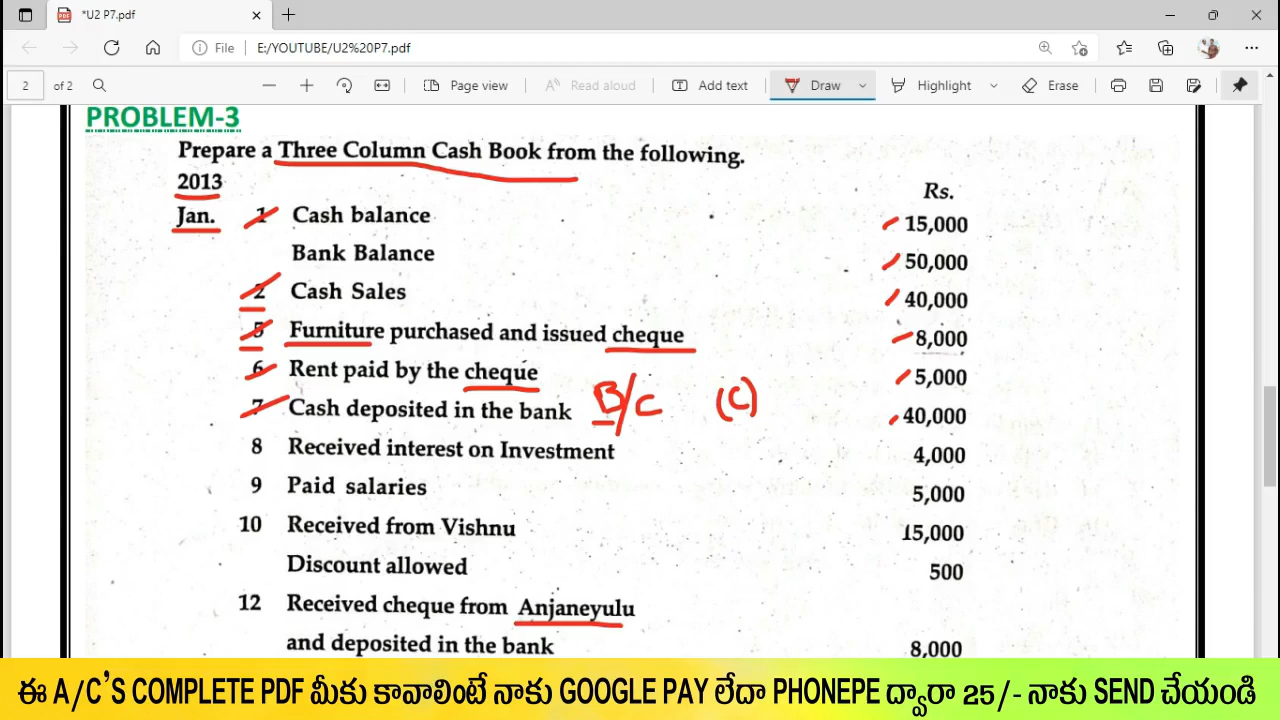 *U2 P7.pdf
File E:/YOUTUBE/U2%20P7.pdf
2 of 2 Page view Read aloud Add text Draw Highlight Erase
PROBLEM-3
Prepare a Three Column Cash Book from the following.
2013 Rs.
Jan. 1 Cash balance 15,000
Bank Balance 50,000
2 Cash Sales 40,000
5 Furniture purchased and issued cheque 8,000
6 Rent paid by the cheque 5,000
7 Cash deposited in the bank B/C (C) 40,000
8 Received interest on Investment 4,000
9 Paid salaries 5,000
10 Received from Vishnu 15,000
Discount allowed 500
12 Received cheque from Anjaneyulu
and deposited in the bank 8,000
ఈ A/C'S COMPLETE PDF మీకు కావాలింటే నాకు GOOGLE PAY లేదా PHONEPE ద్వారా 25/- నాకు SEND చేయండి